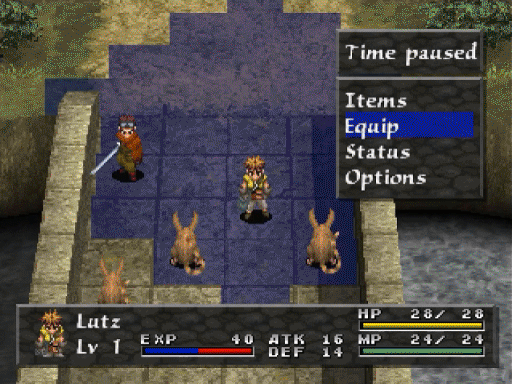 Time paused
Items
Equip
Status
Options
Lutz
Lv 1
EXP 40
ATK 16
DEF 14
HP 28/ 28
MP 24/ 24